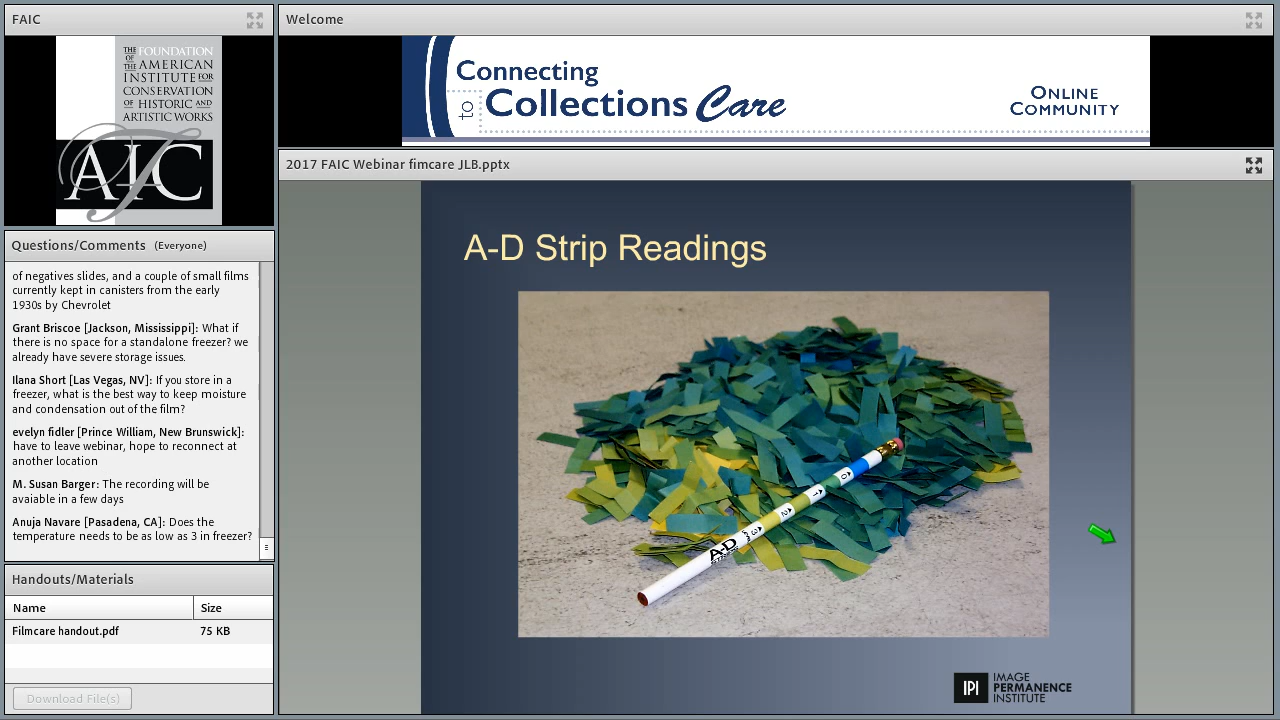 FAIC
THE FOUNDATION
OF THE AMERICAN
INSTITUTE FOR
CONSERVATION
OF HISTORIC AND
ARTISTIC WORKS
AIC
Welcome
Connecting
to Collections Care
ONLINE
COMMUNITY
Questions/Comments (Everyone)
of negatives slides, and a couple of small films
currently kept in canisters from the early
1930s by Chevrolet
Grant Briscoe [Jackson, Mississippi]: What if
there is no space for a standalone freezer? we
already have severe storage issues.
Ilana Short [Las Vegas, NV]: If you store in a
freezer, what is the best way to keep moisture
and condensation out of the film?
evelyn fidler [Prince William, New Brunswick]:
have to leave webinar, hope to reconnect at
another location
M. Susan Barger: The recording will be
avaiable in a few days
Anuja Navare [Pasadena, CA]: Does the
temperature needs to be as low as 3 in freezer?
Handouts/Materials
Name Size
Filmcare handout.pdf 75 KB
Download File(s)
2017 FAIC Webinar fimcare JLB.pptx
A-D Strip Readings
A-D
3
2
1
0
IPI
IMAGE
PERMANENCE
INSTITUTE